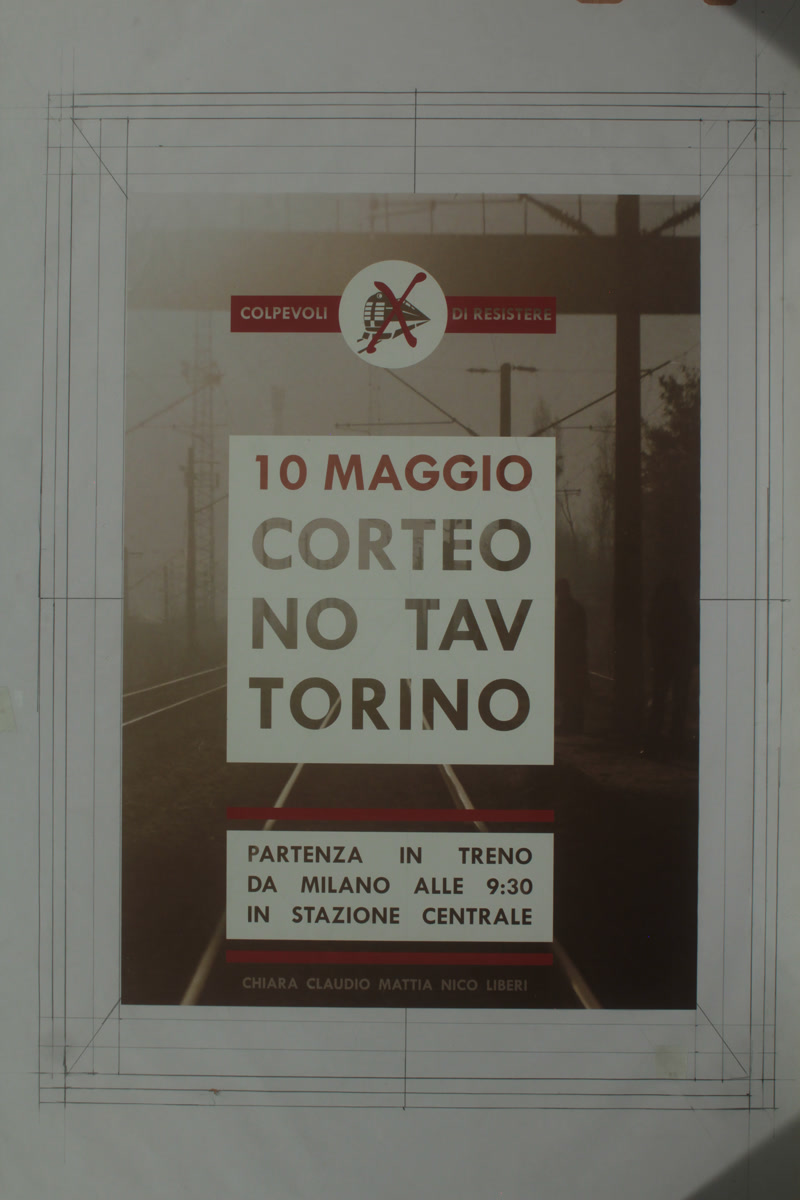 COLPEVOLI DI RESISTERE
10 MAGGIO
CORTEO
NO TAV
TORINO
PARTENZA IN TRENO
DA MILANO ALLE 9:30
IN STAZIONE CENTRALE
CHIARA CLAUDIO MATTIA NICO LIBERI